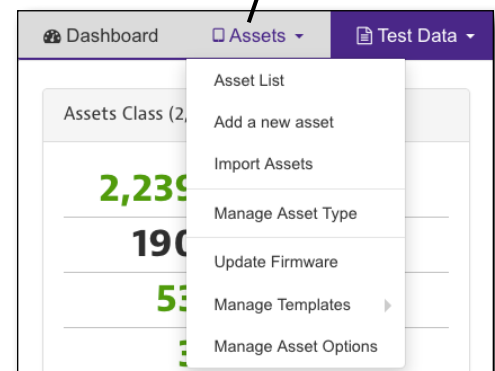 Dashboard Assets Test Data
Asset List
Assets Class (2,
Add a new asset
Import Assets
2,239
Manage Asset Type
190
Update Firmware
53
Manage Templates
Manage Asset Options